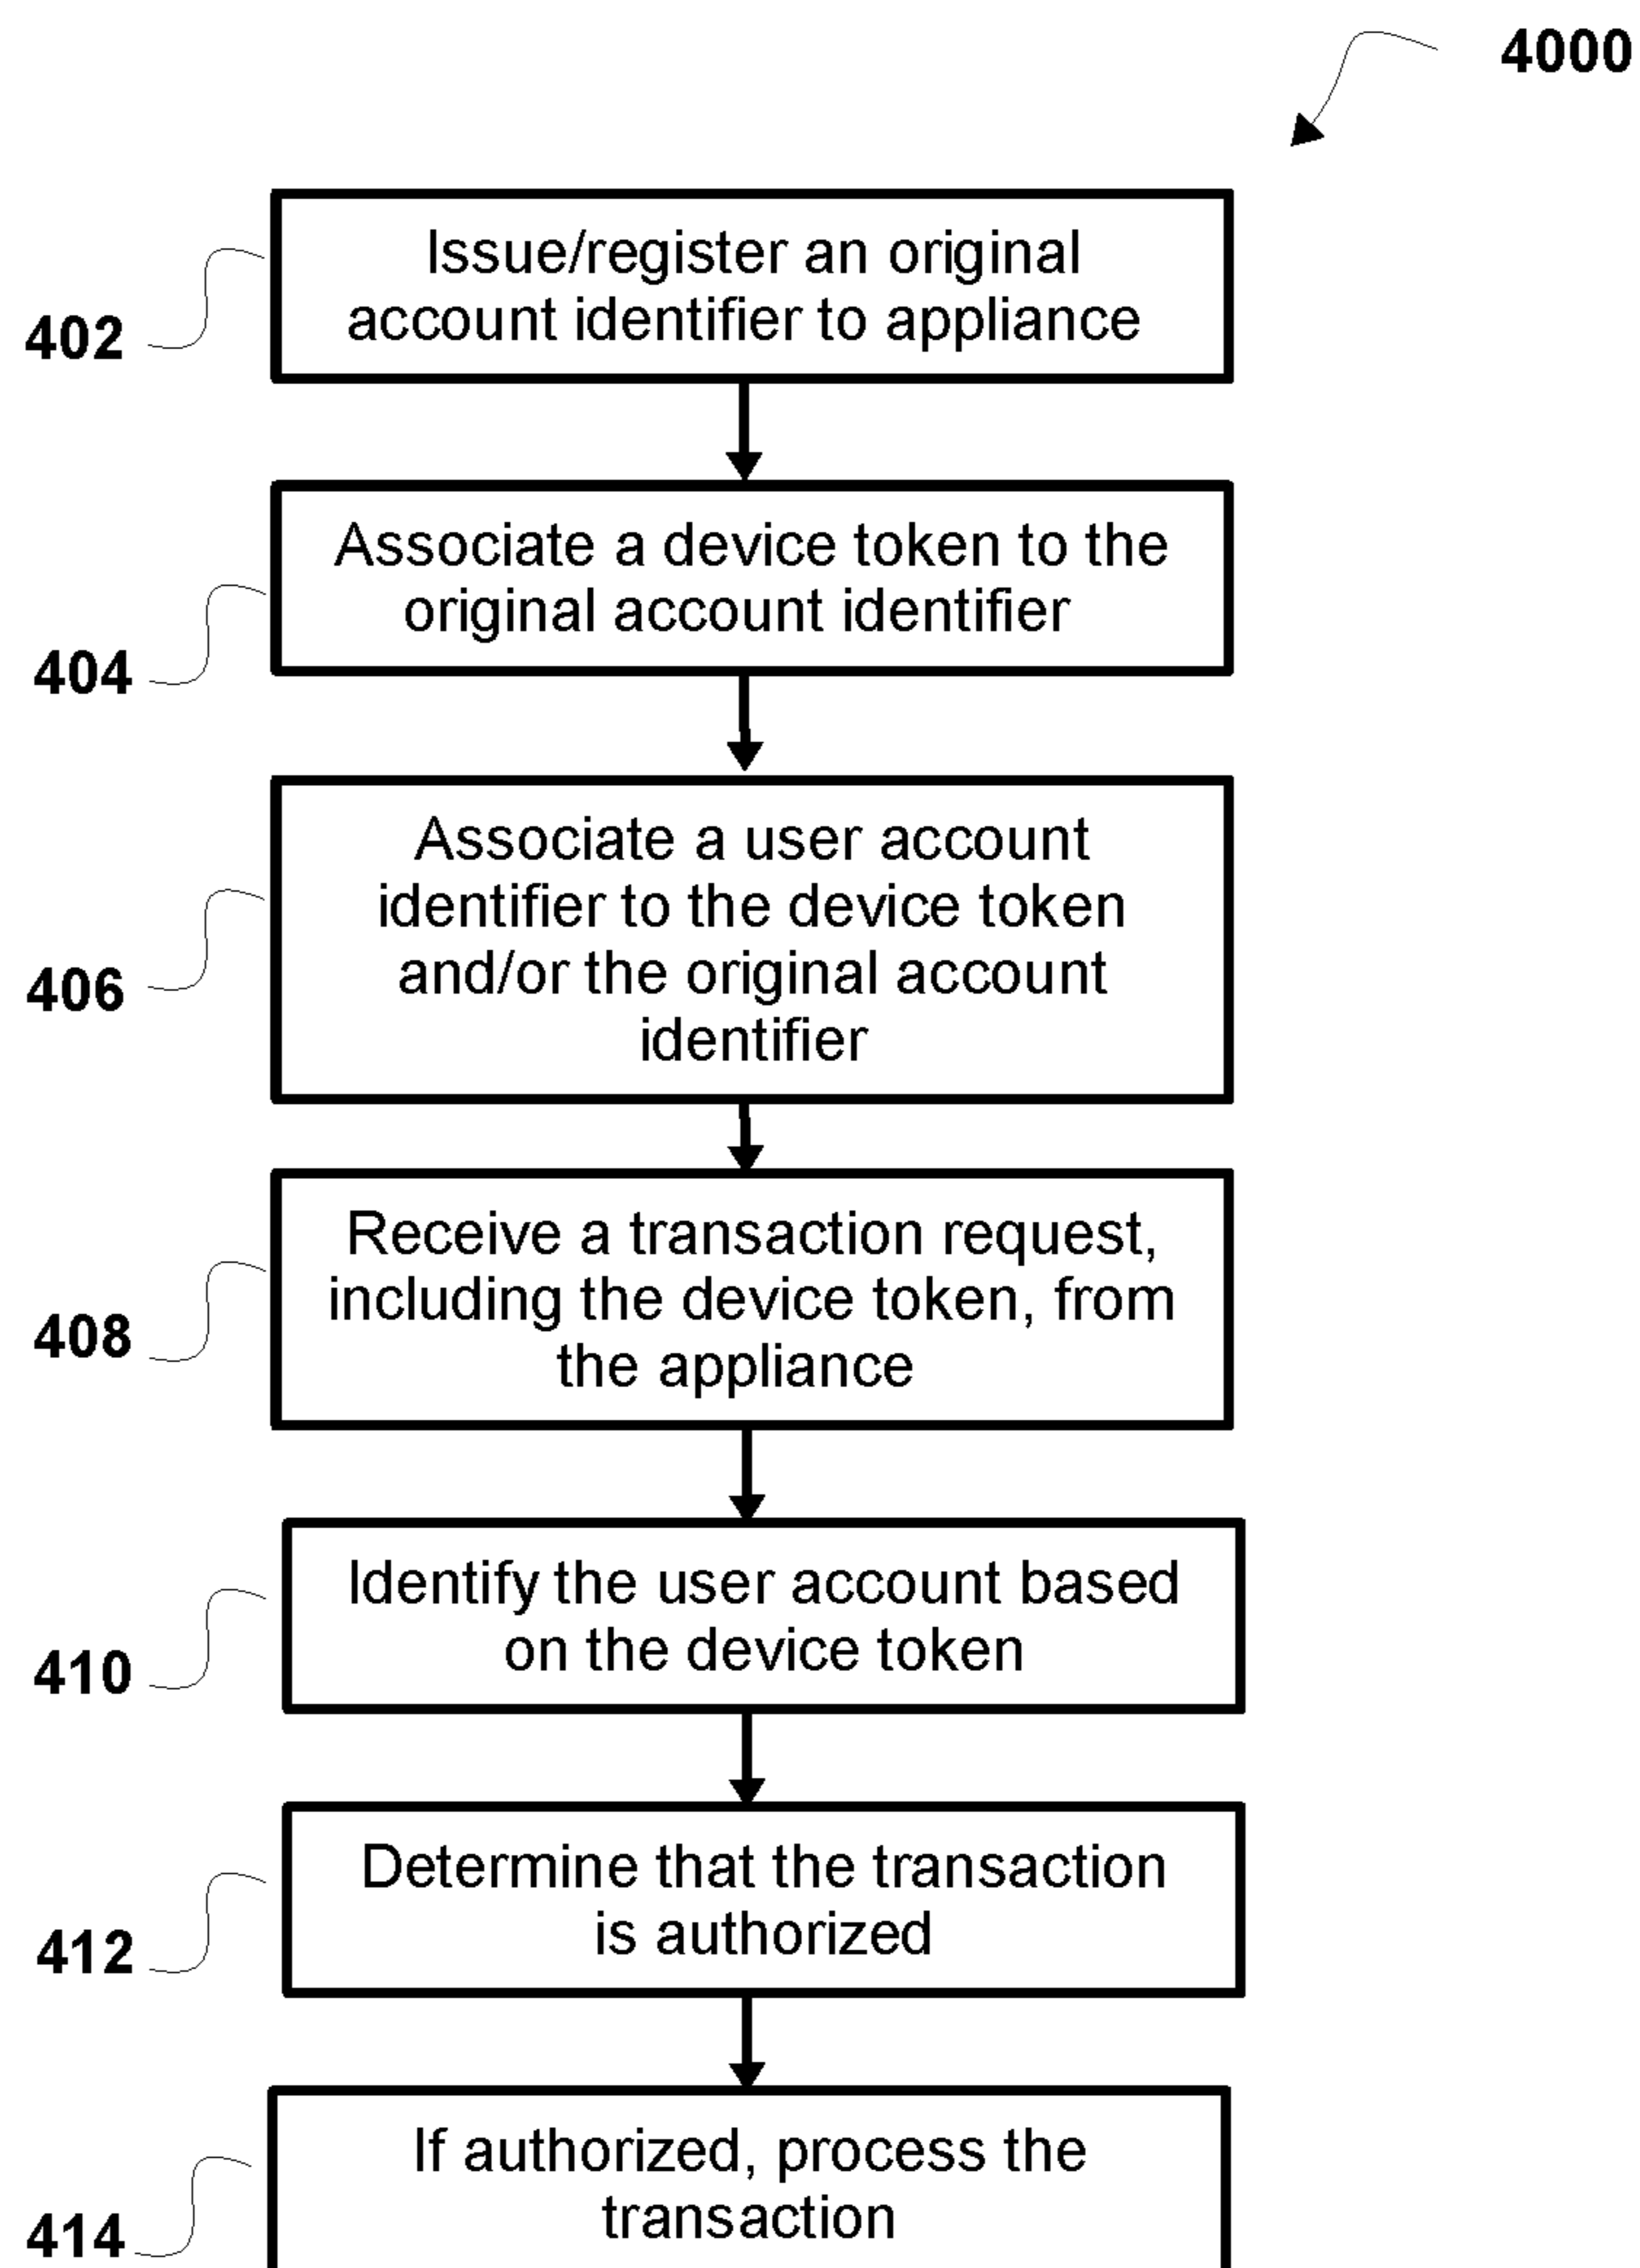 4000
Issue/register an original
account identifier to appliance
402
Associate a device token to the
original account identifier
404
Associate a user account
identifier to the device token
and/or the original account
identifier
406
Receive a transaction request,
including the device token, from
the appliance
408
Identify the user account based
on the device token
410
Determine that the transaction
is authorized
412
If authorized, process the
transaction
414